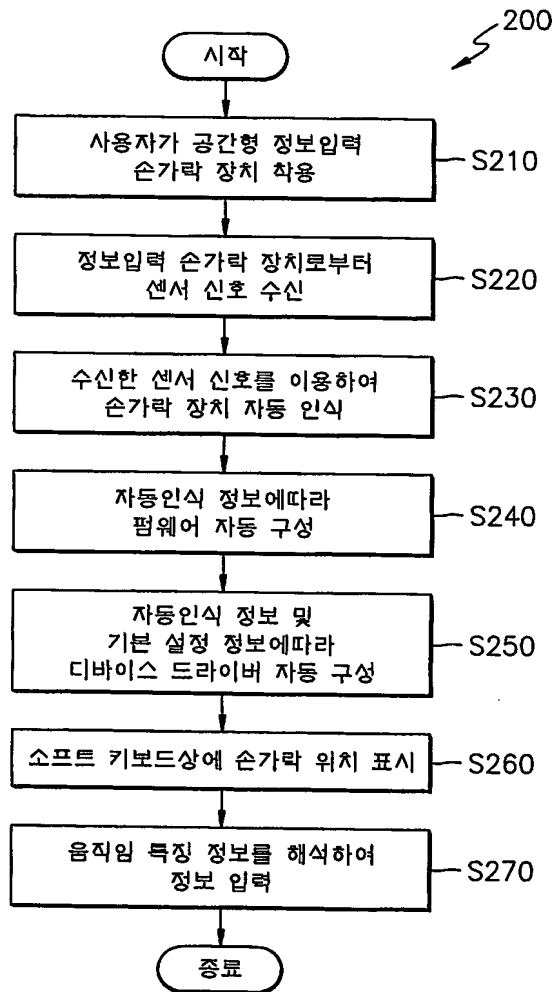 200
시작
사용자가 공간형 정보입력
손가락 장치 착용
S210
정보입력 손가락 장치로부터
센서 신호 수신
S220
수신한 센서 신호를 이용하여
손가락 장치 자동 인식
S230
자동인식 정보에따라
펌웨어 자동 구성
S240
자동인식 정보 및
기본 설정 정보에따라
디바이스 드라이버 자동 구성
S250
소프트 키보드상에 손가락 위치 표시
S260
움직임 특징 정보를 해석하여
정보 입력
S270
종료